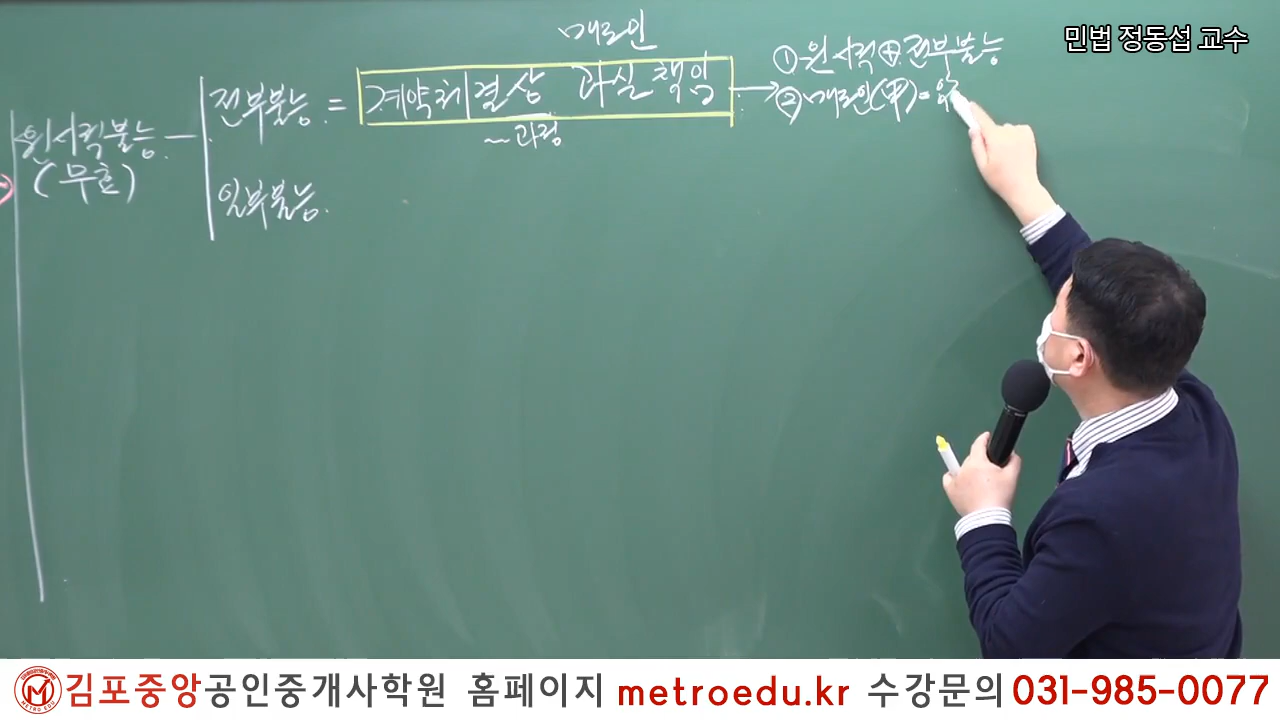 민법 정동섭 교수
매도인
① 원시적 ⊕ 전부불능
전부불능 = 계약체결상 과실 책임 →
② 매도인(甲) =
~과정
원시적불능
(무효)
일부불능.
METRO EDU
김포중앙공인중개사학원 홈페이지 metroedu.kr 수강문의 031-985-0077